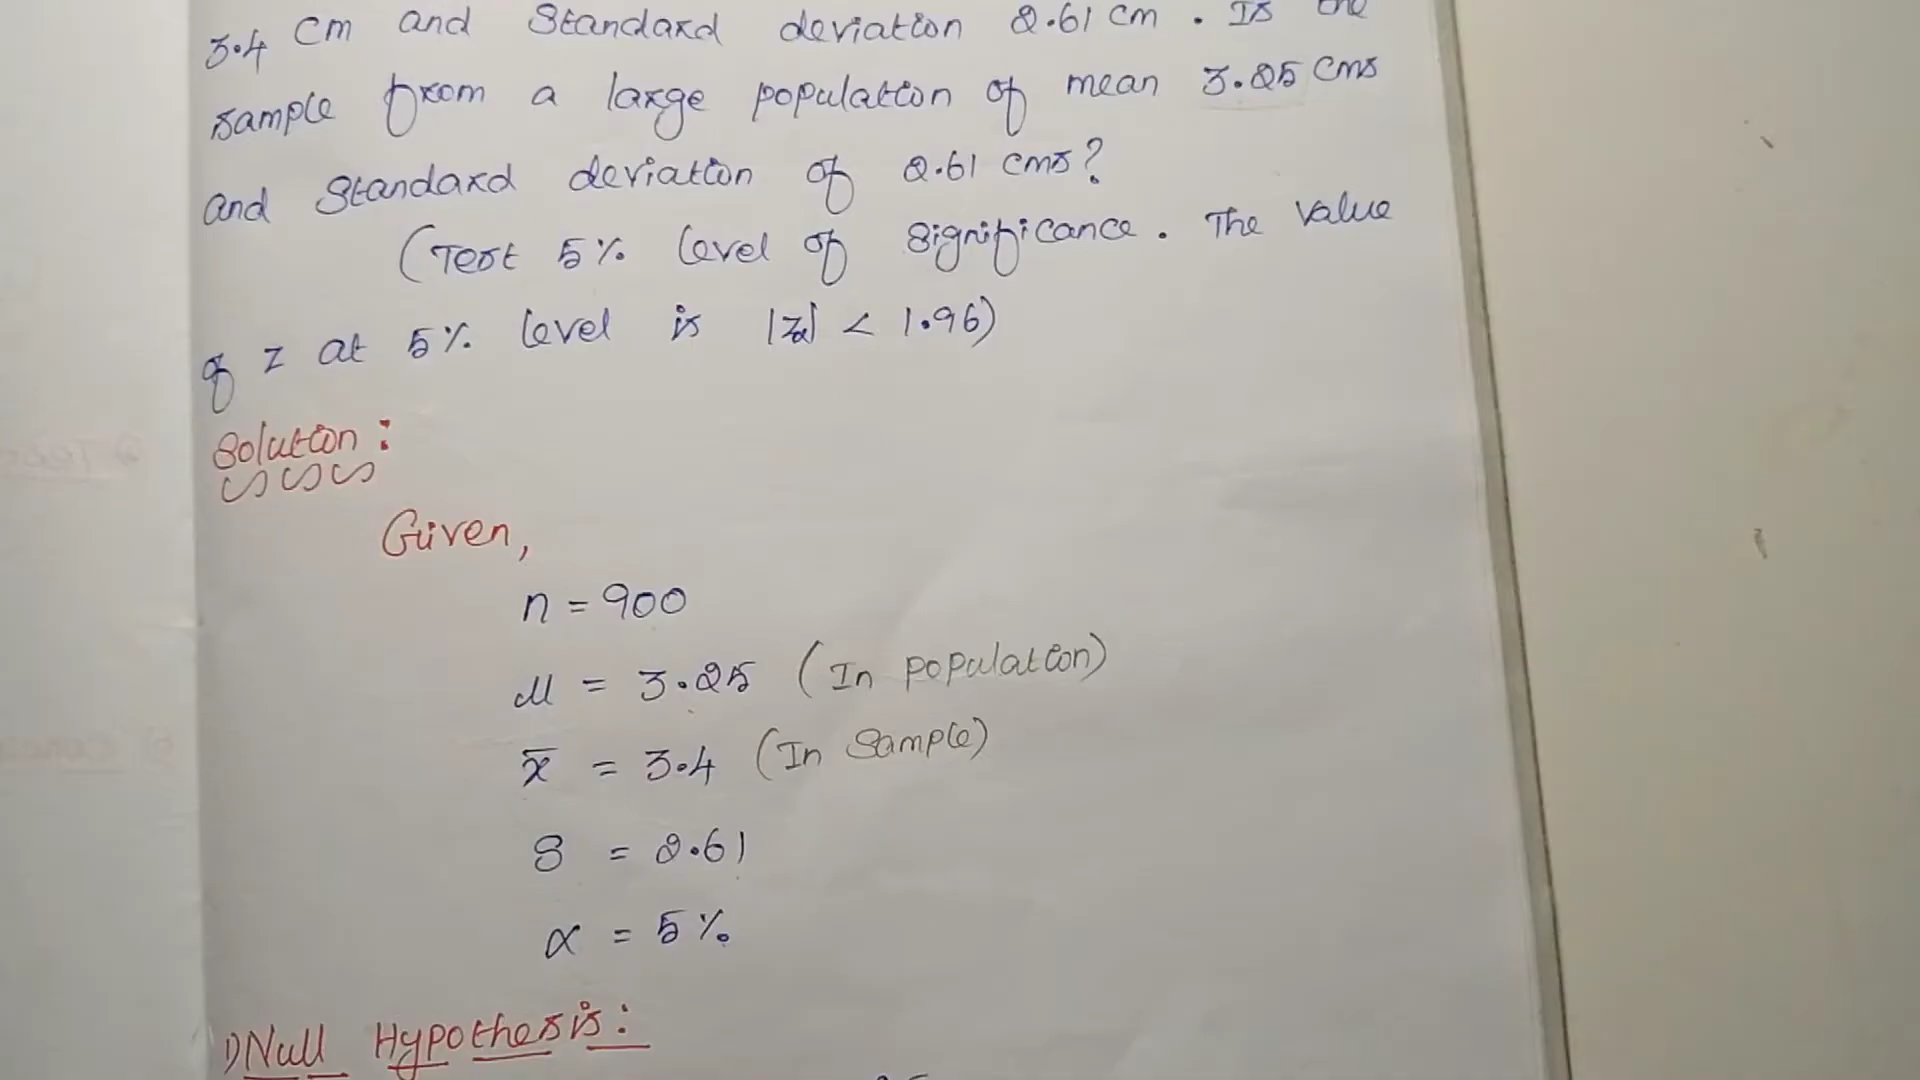 3.4 cm and Standard deviation 2.61 cm. Is the
sample from a large population of mean 3.25 cms
and Standard deviation of 2.61 cms?
(Test 5% level of significance. The value
of z at 5% level is |zα| < 1.96)
Solution:
Given,
n = 900
μ = 3.25 (In population)
x̄ = 3.4 (In Sample)
S = 2.61
α = 5%
1) Null Hypothesis: